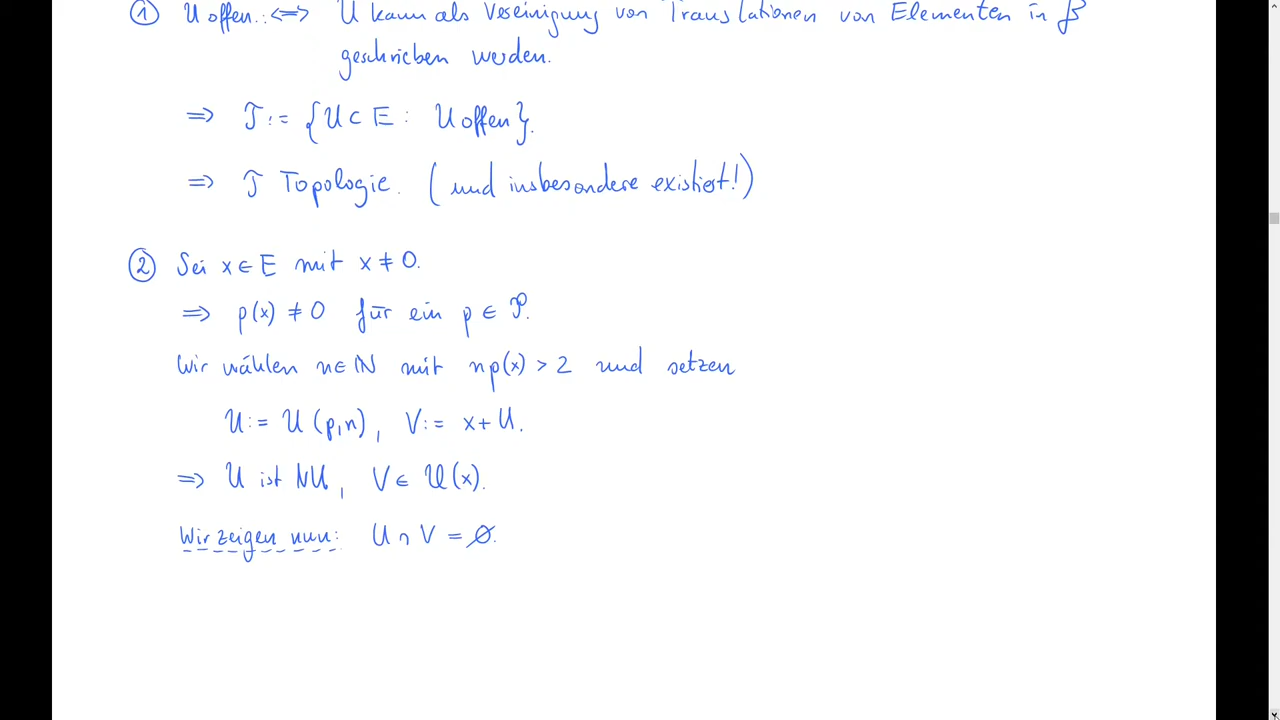 ① U offen :⟺ U kann als Vereinigung von Translationen von Elementen in β
geschrieben werden.
⟹ 𝒯 := {U ⊂ E : U offen}.
⟹ 𝒯 Topologie. (und insbesondere existiert!)
② Sei x ∈ E mit x ≠ 0.
⟹ p(x) ≠ 0 für ein p ∈ 𝒫.
Wir wählen n ∈ ℕ mit np(x) > 2 und setzen
U := U(p,n), V := x + U.
⟹ U ist NU, V ∈ 𝒰(x).
Wir zeigen nun: U ∩ V = ∅.